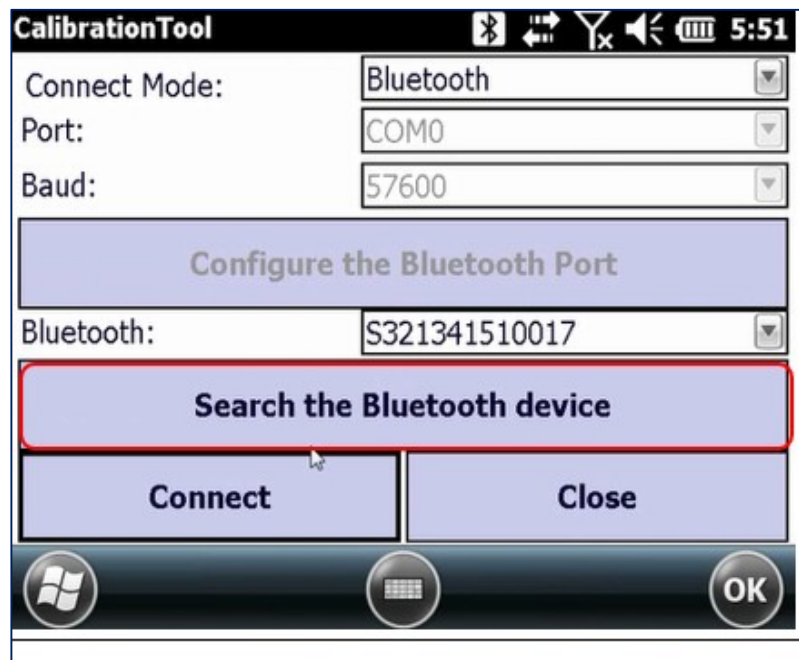 CalibrationTool 5:51
Connect Mode: Bluetooth
Port: COM0
Baud: 57600
Configure the Bluetooth Port
Bluetooth: S321341510017
Search the Bluetooth device
Connect Close
OK